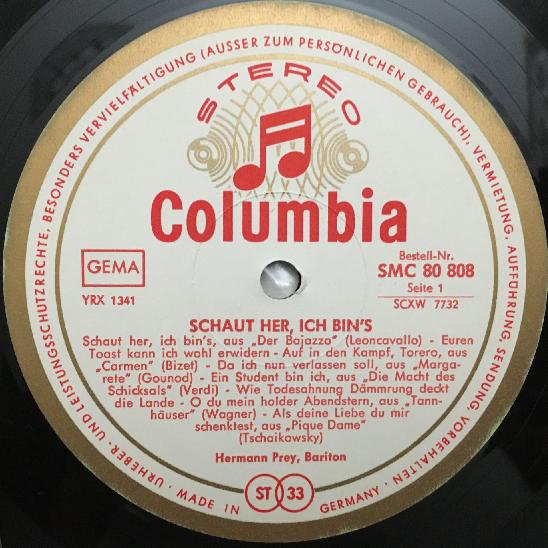 URHEBER- UND LEISTUNGSSCHUTZRECHTE, BESONDERS VERVIELFÄLTIGUNG (AUSSER ZUM PERSÖNLICHEN GEBRAUCH), VERMIETUNG, AUFFÜHRUNG, SENDUNG, VORBEHALTEN ·
STEREO
Columbia
GEMA
YRX 1341
Bestell-Nr.
SMC 80 808
Seite 1
SCXW 7732
SCHAUT HER, ICH BIN'S
Schaut her, ich bin's, aus „Der Bajazzo" (Leoncavallo) - Euren
Toast kann ich wohl erwidern - Auf in den Kampf, Torero, aus
„Carmen" (Bizet) - Da ich nun verlassen soll, aus „Marga-
rete" (Gounod) - Ein Student bin ich, aus „Die Macht des
Schicksals" (Verdi) - Wie Todesahnung Dämmrung deckt
die Lande - O du mein holder Abendstern, aus "Tann-
häuser" (Wagner) - Als deine Liebe du mir
schenktest, aus "Pique Dame"
(Tschaikowsky)
Hermann Prey, Bariton
ST 33
MADE IN GERMANY ·